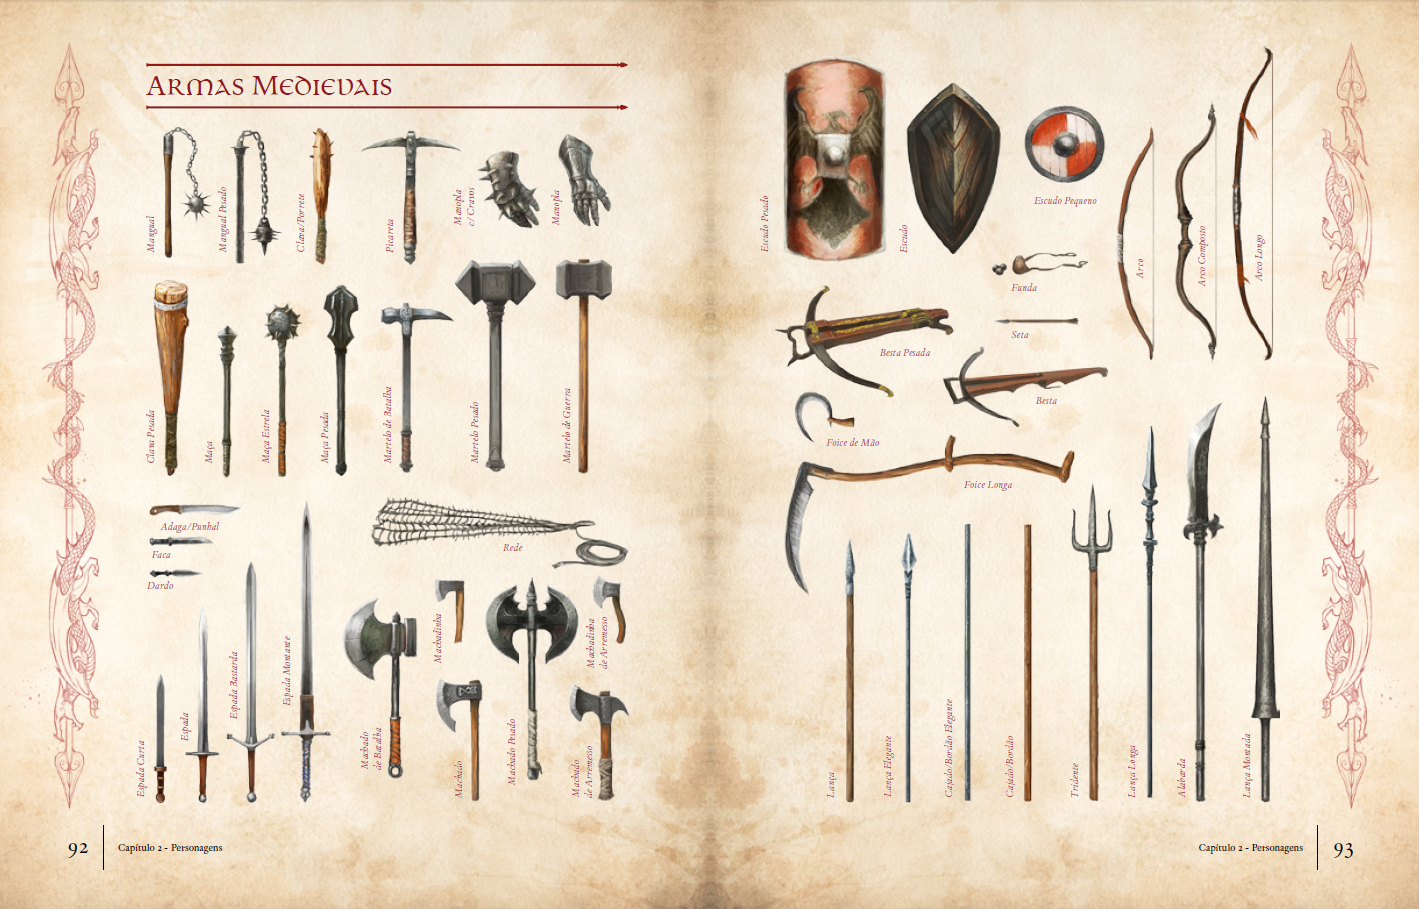 Armas Medievais
Mangual
Mangual Pesado
Clava/Porrete
Picareta
Manopla
c/ Cravos
Manopla
Clava Pesada
Maça
Maça Estrela
Maça Pesada
Martelo de Batalha
Martelo Pesado
Martelo de Guerra
Adaga/Punhal
Faca
Dardo
Rede
Espada Curta
Espada
Espada Bastarda
Espada Montante
Machado
de Batalha
Machadinha
Machado
Machado Pesado
Machadinha
de Arremesso
Machado
de Arremesso
92
Capítulo 2 - Personagens
Escudo Pesado
Escudo
Escudo Pequeno
Arco
Arco Composto
Arco Longo
Funda
Seta
Besta Pesada
Besta
Foice de Mão
Foice Longa
Lança
Lança Elegante
Cajado/Bordão Elegante
Cajado/Bordão
Tridente
Lança Longa
Alabarda
Lança Montada
Capítulo 2 - Personagens
93